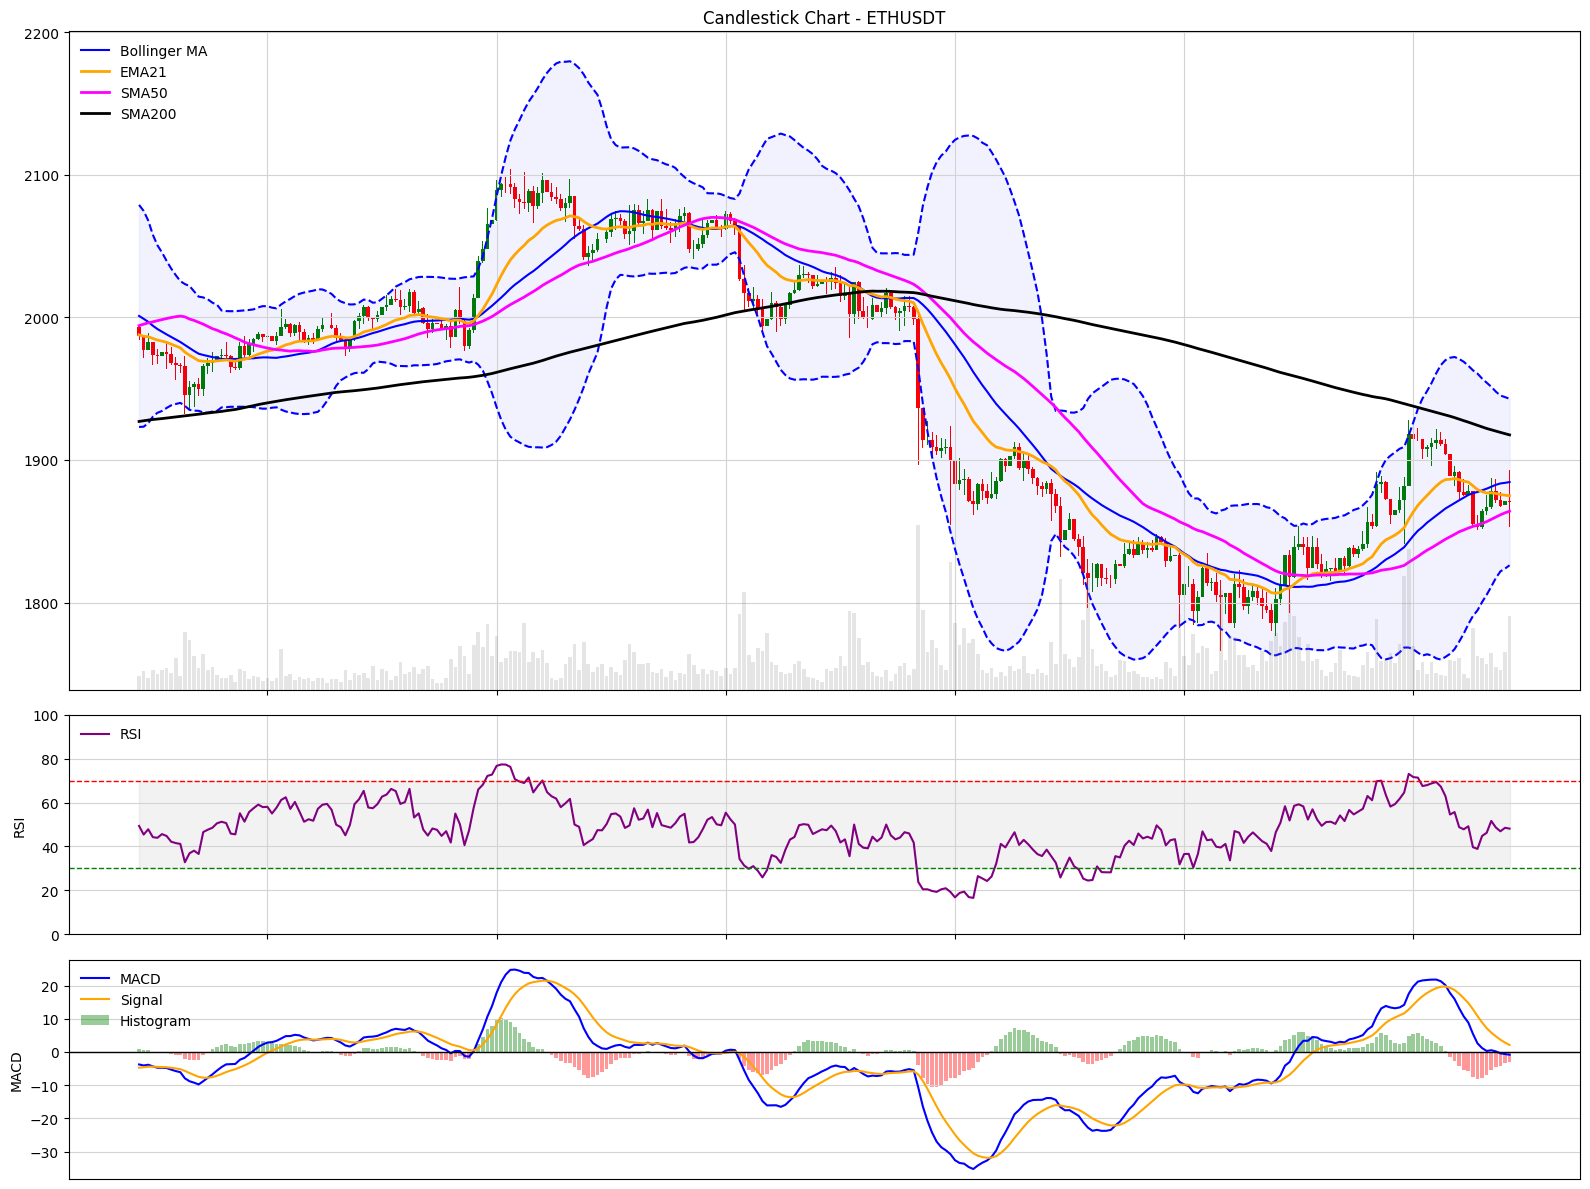 Candlestick Chart - ETHUSDT
2200
2100
2000
1900
1800
Bollinger MA
EMA21
SMA50
SMA200
100
80
60
40
20
0
RSI
RSI
20
10
0
−10
−20
−30
MACD
MACD
Signal
Histogram